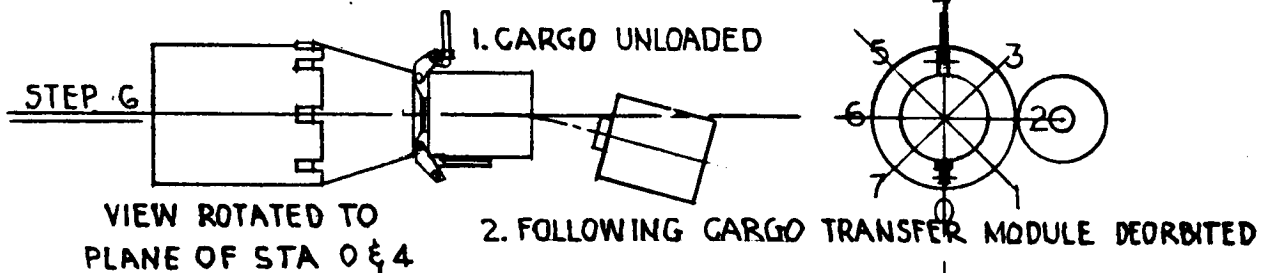 1. CARGO UNLOADED
STEP 6
VIEW ROTATED TO
PLANE OF STA 0 & 4
5
3
6
2
7
1
0
2. FOLLOWING CARGO TRANSFER MODULE DEORBITED